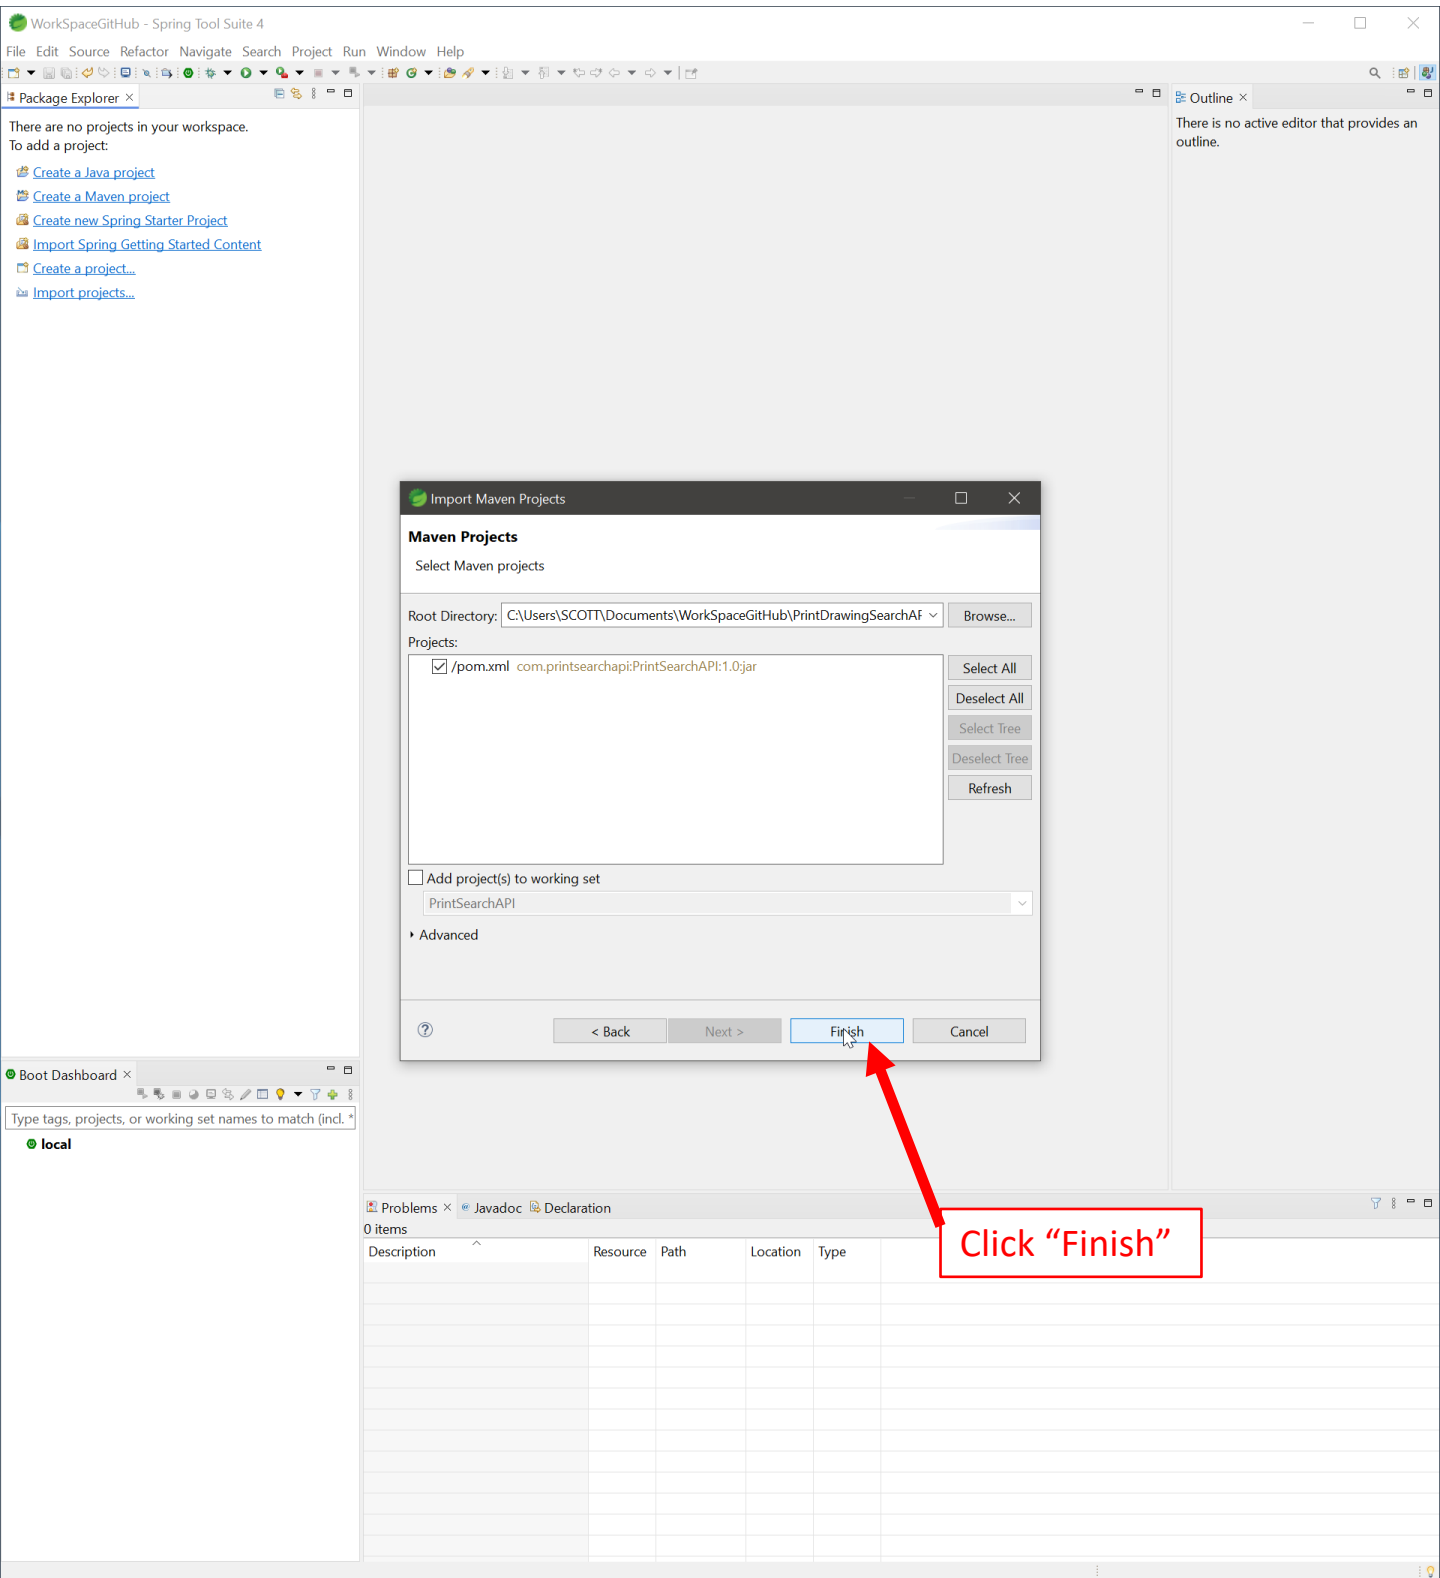 WorkSpaceGitHub - Spring Tool Suite 4
File Edit Source Refactor Navigate Search Project Run Window Help
Package Explorer
There are no projects in your workspace.
To add a project:
Create a Java project
Create a Maven project
Create new Spring Starter Project
Import Spring Getting Started Content
Create a project...
Import projects...
Outline
There is no active editor that provides an
outline.
Import Maven Projects
Maven Projects
Select Maven projects
Root Directory: C:\Users\SCOTT\Documents\WorkSpaceGitHub\PrintDrawingSearchAF Browse...
Projects:
/pom.xml com.printsearchapi:PrintSearchAPI:1.0:jar
Select All
Deselect All
Select Tree
Deselect Tree
Refresh
Add project(s) to working set
PrintSearchAPI
Advanced
< Back Next > Finish Cancel
Boot Dashboard
Type tags, projects, or working set names to match (incl. *
local
Problems Javadoc Declaration
0 items
Description Resource Path Location Type
Click “Finish”